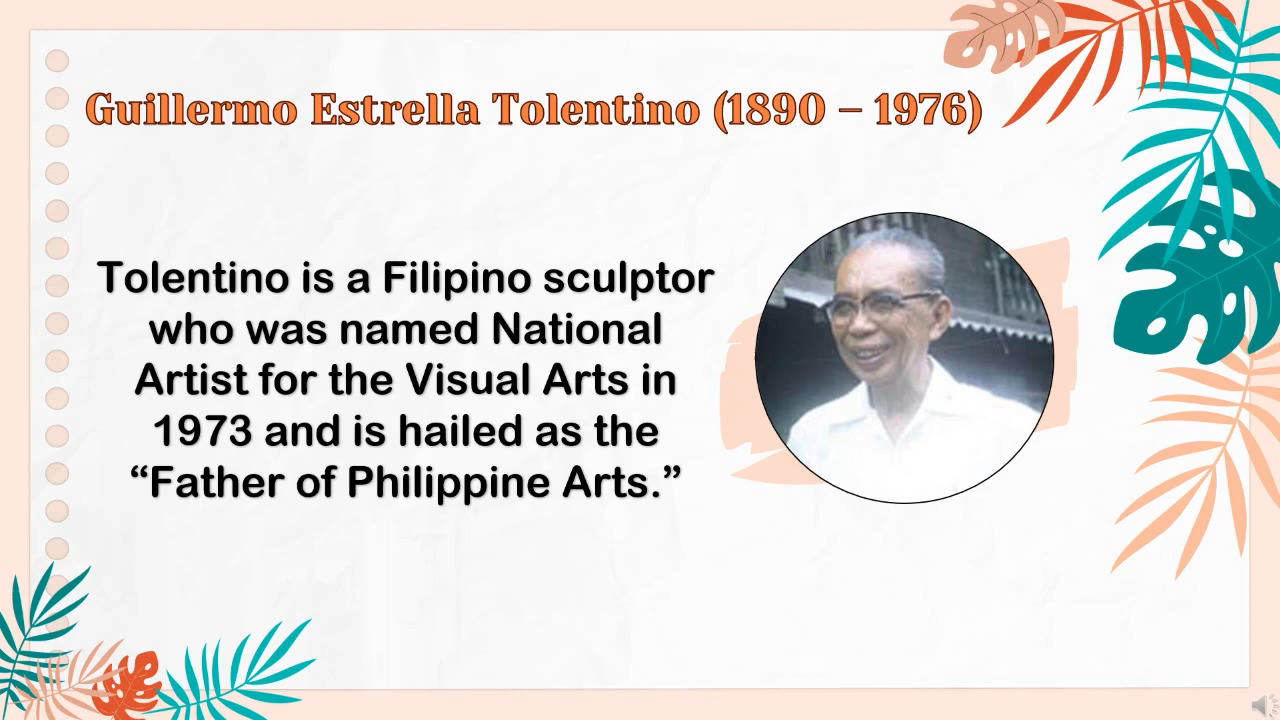 Guillermo Estrella Tolentino (1890 – 1976)
Tolentino is a Filipino sculptor
who was named National
Artist for the Visual Arts in
1973 and is hailed as the
“Father of Philippine Arts.”